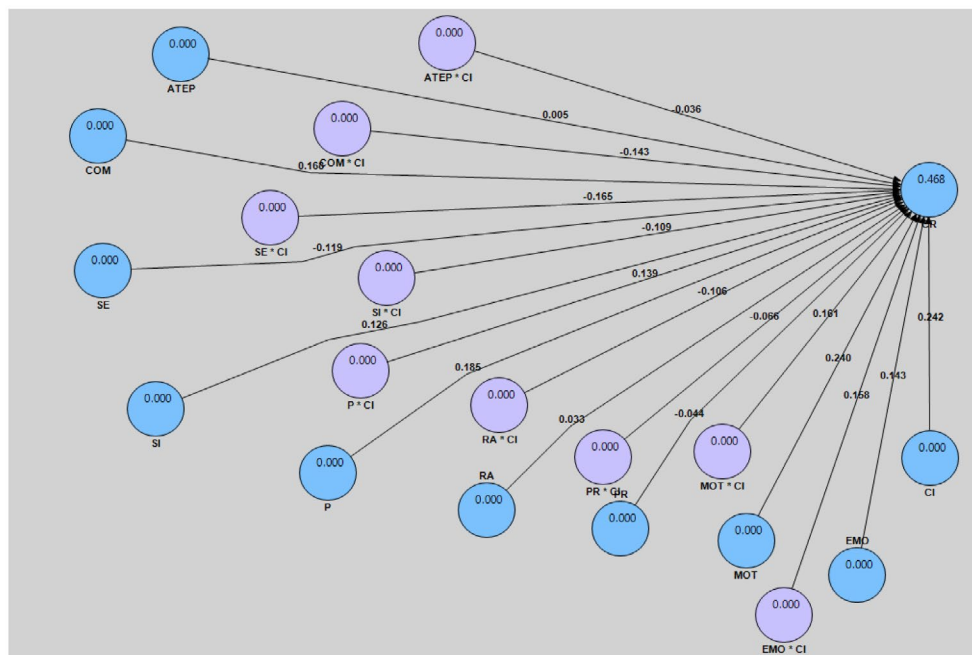 0.000
ATEP * CI
0.000
ATEP
-0.036
0.005
0.000
COM * CI
0.000
COM
0.168
-0.143
0.468
CR
0.000
SE * CI
-0.165
-0.119
-0.109
0.000
SE
0.000
SI * CI
0.139
-0.106
0.126
-0.066
0.161
0.242
0.000
P * CI
0.185
0.240
0.143
0.158
0.000
SI
0.000
RA * CI
0.033
-0.044
0.000
P
RA
0.000
0.000
PR * CI
PR
0.000
0.000
MOT * CI
0.000
CI
0.000
MOT
EMO
0.000
0.000
EMO * CI